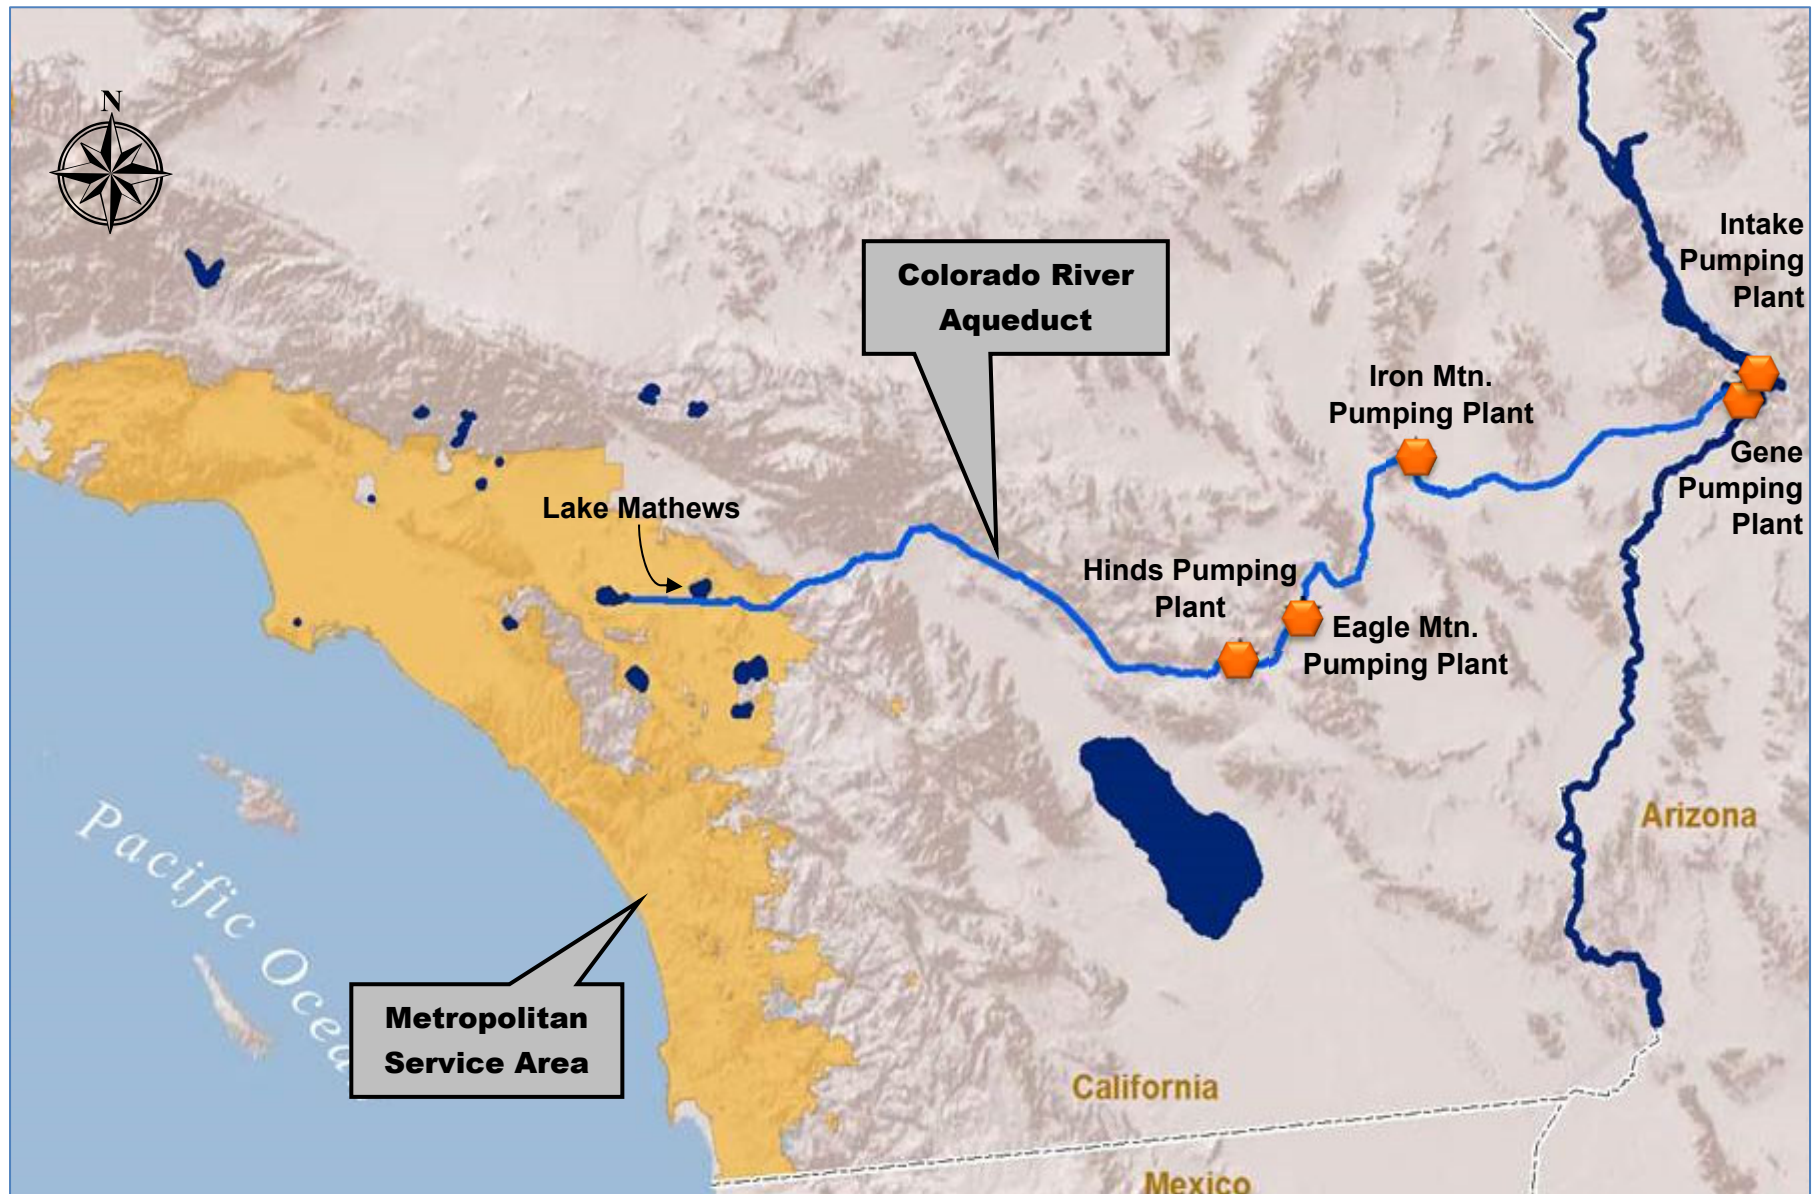 N
Intake
Pumping
Plant
Colorado River
Aqueduct
Iron Mtn.
Pumping Plant
Gene
Pumping
Plant
Lake Mathews
Hinds Pumping
Plant
Eagle Mtn.
Pumping Plant
Arizona
Pacific Ocea
Metropolitan
Service Area
California
Mexico